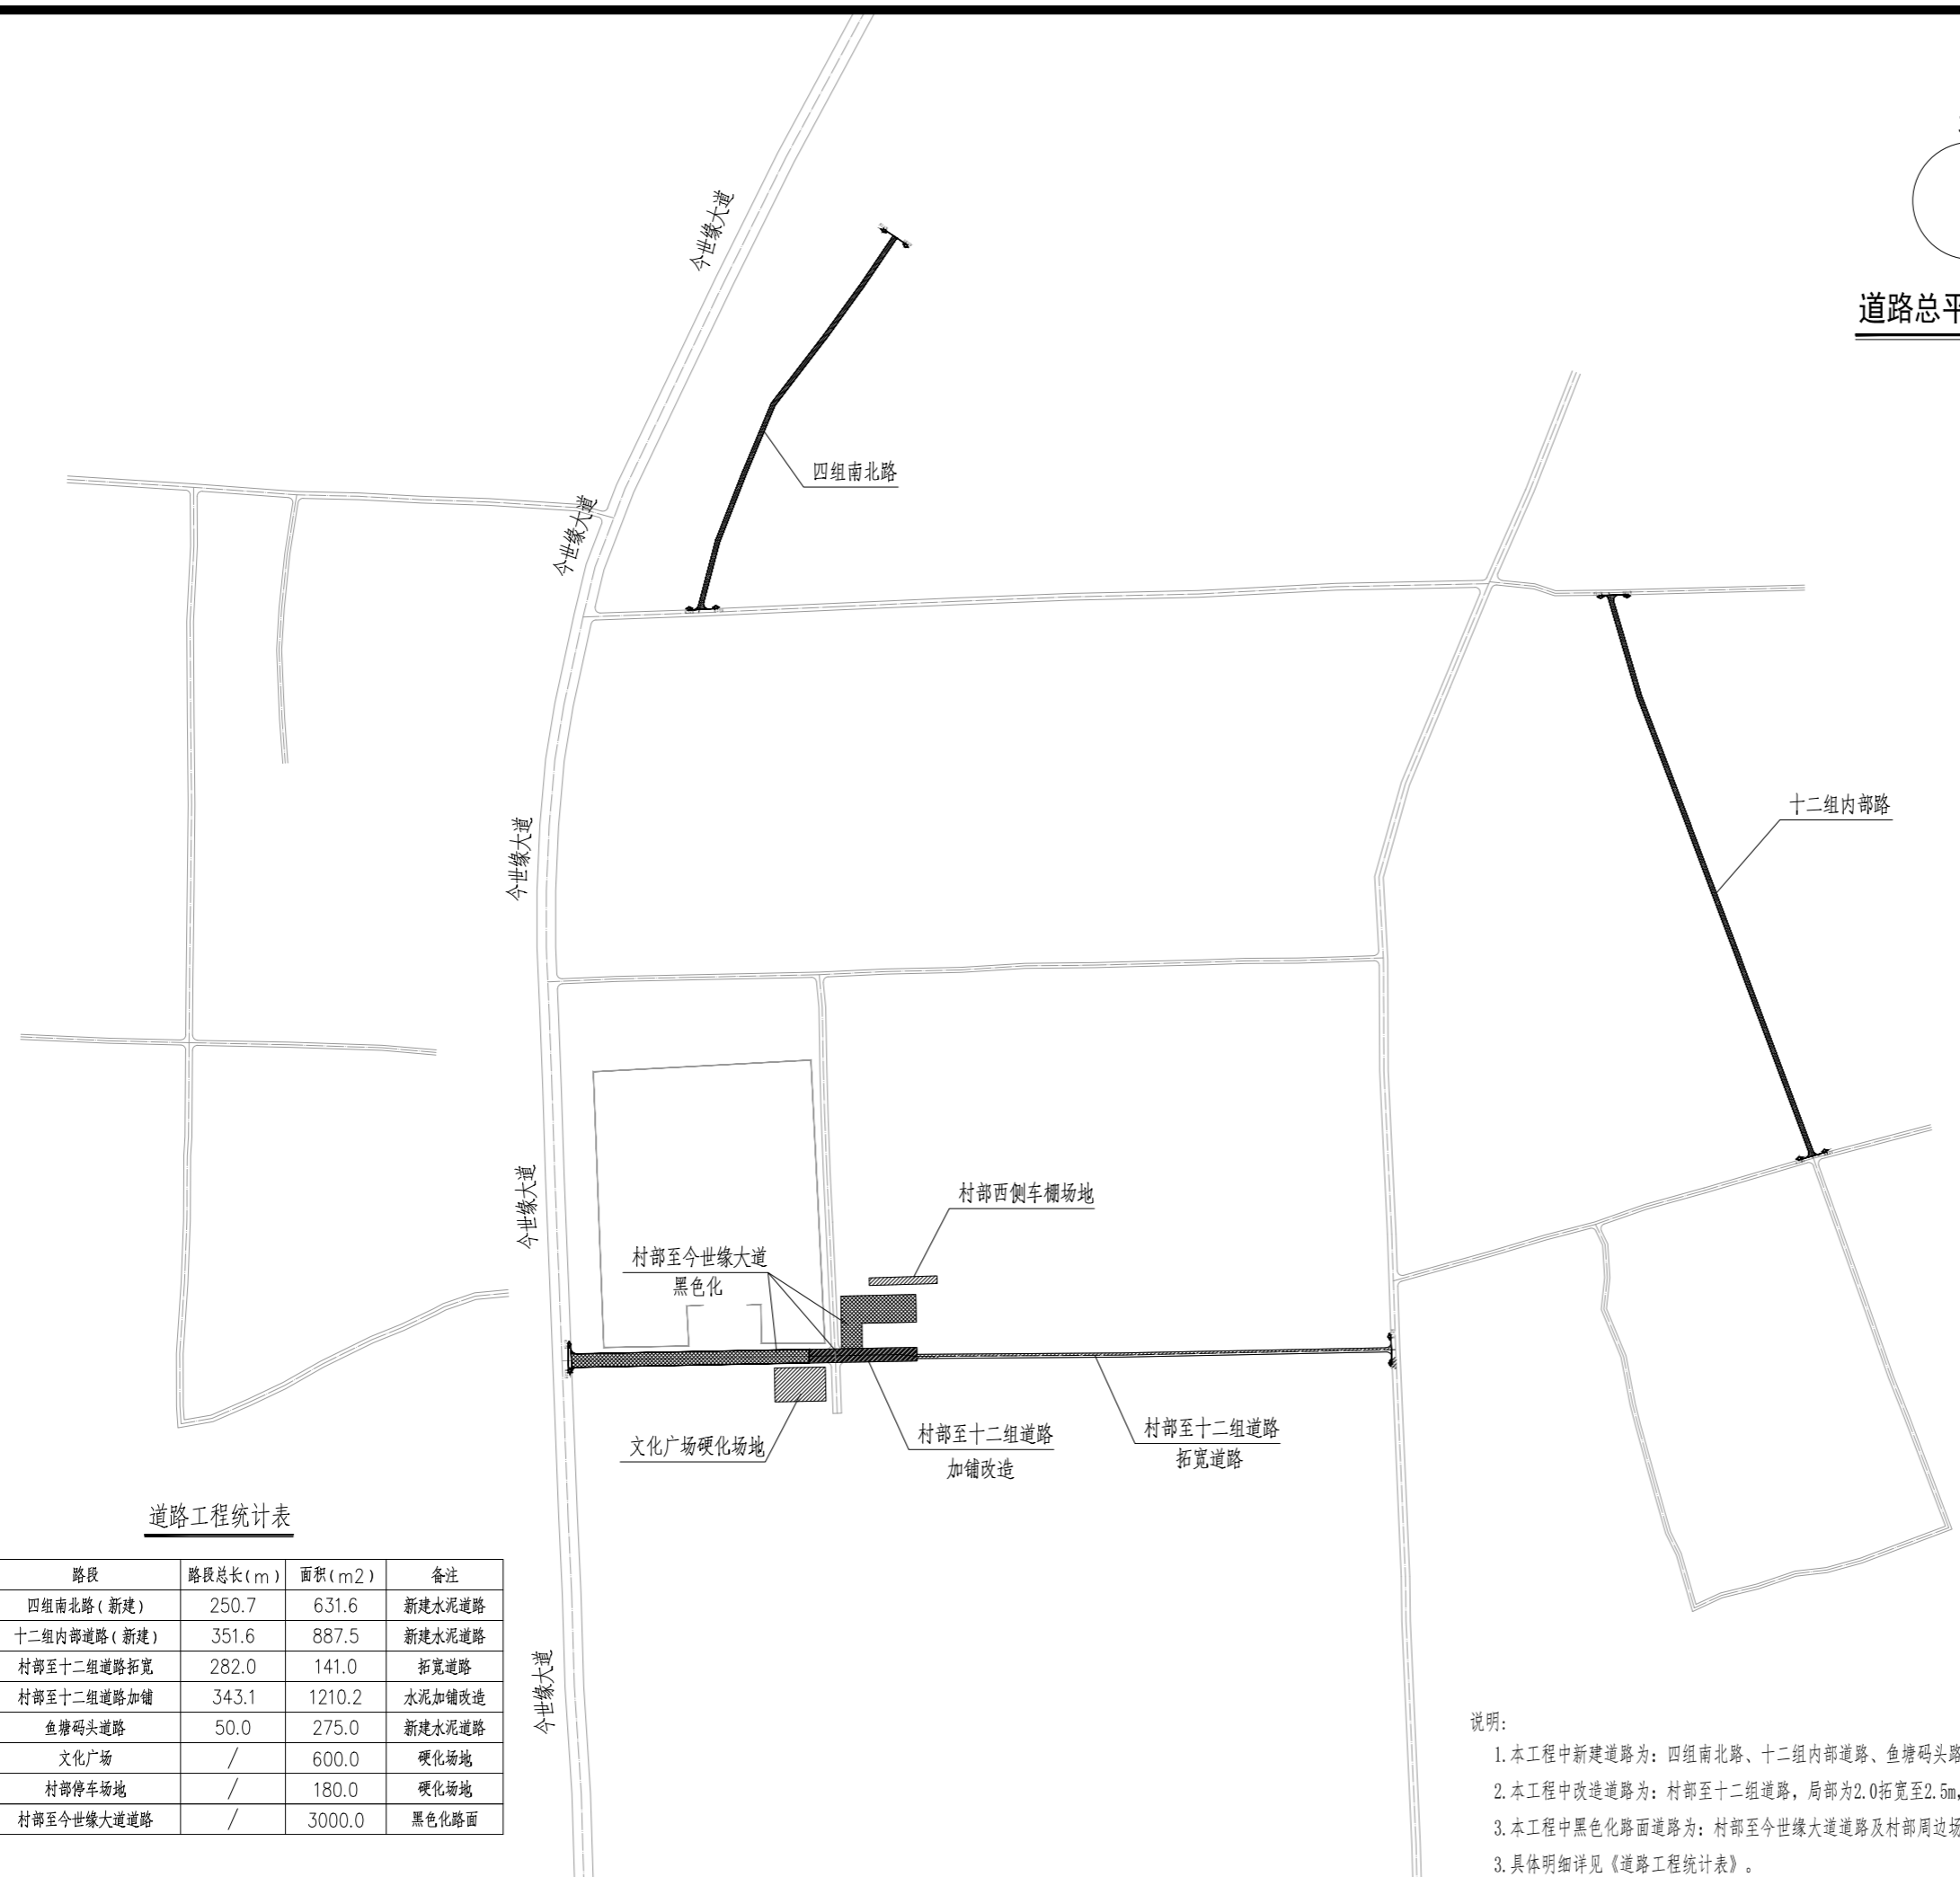 道路总平
今世缘大道
四组南北路
今世缘大道
十二组内部路
今世缘大道
今世缘大道
村部西侧车棚场地
村部至今世缘大道
黑色化
文化广场硬化场地
村部至十二组道路
加铺改造
村部至十二组道路
拓宽道路
今世缘大道
道路工程统计表
路段 路段总长(m) 面积(m2) 备注
四组南北路(新建) 250.7 631.6 新建水泥道路
十二组内部道路(新建) 351.6 887.5 新建水泥道路
村部至十二组道路拓宽 282.0 141.0 拓宽道路
村部至十二组道路加铺 343.1 1210.2 水泥加铺改造
鱼塘码头道路 50.0 275.0 新建水泥道路
文化广场 / 600.0 硬化场地
村部停车场地 / 180.0 硬化场地
村部至今世缘大道道路 / 3000.0 黑色化路面
说明:
1.本工程中新建道路为：四组南北路、十二组内部道路、鱼塘码头路
2.本工程中改造道路为：村部至十二组道路，局部为2.0拓宽至2.5m,
3.本工程中黑色化路面道路为：村部至今世缘大道道路及村部周边场
3.具体明细详见《道路工程统计表》。